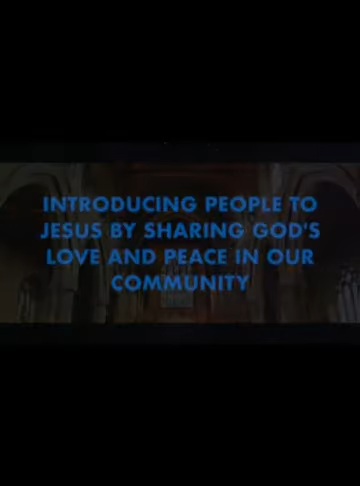 INTRODUCING PEOPLE TO
JESUS BY SHARING GOD'S
LOVE AND PEACE IN OUR
COMMUNITY